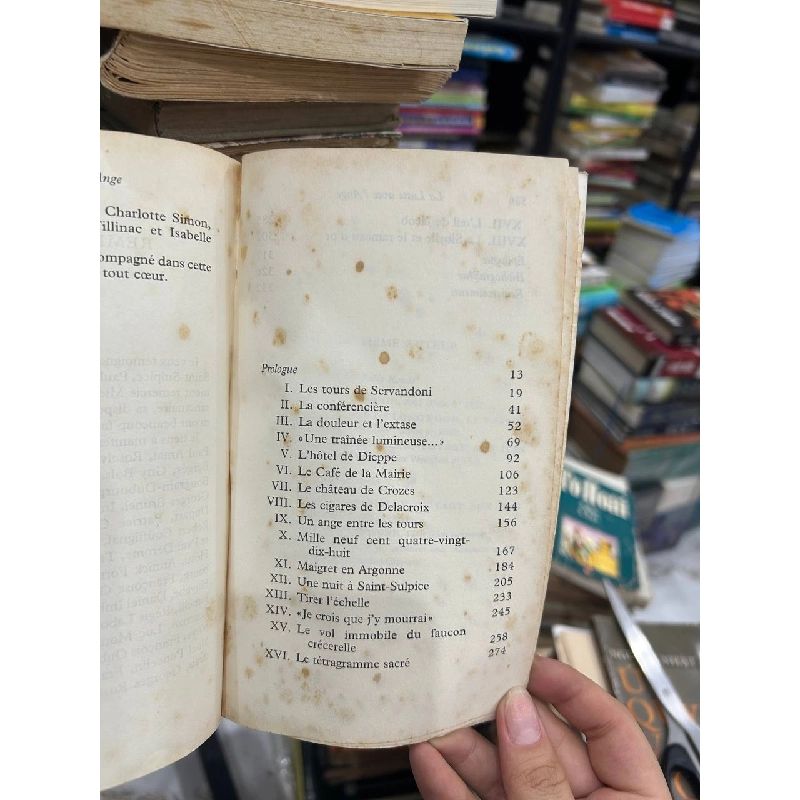 Ange
Charlotte Simon,
illinac et Isabelle
ompagné dans cette
tout cœur.
Prologue 13
I. Les tours de Servandoni 19
II. La conférencière 41
III. La douleur et l'extase 52
IV. «Une traînée lumineuse...» 69
V. L'hôtel de Dieppe 92
VI. Le Café de la Mairie 106
VII. Le château de Crozes 123
VIII. Les cigares de Delacroix 144
IX. Un ange entre les tours 156
X. Mille neuf cent quatre-vingt-
dix-huit 167
XI. Maigret en Argonne 184
XII. Une nuit à Saint-Sulpice 205
XIII. Tirer l'échelle 233
XIV. «Je crois que j'y mourrai» 245
XV. Le vol immobile du faucon
crécerelle 258
XVI. Le tétragramme sacré 274